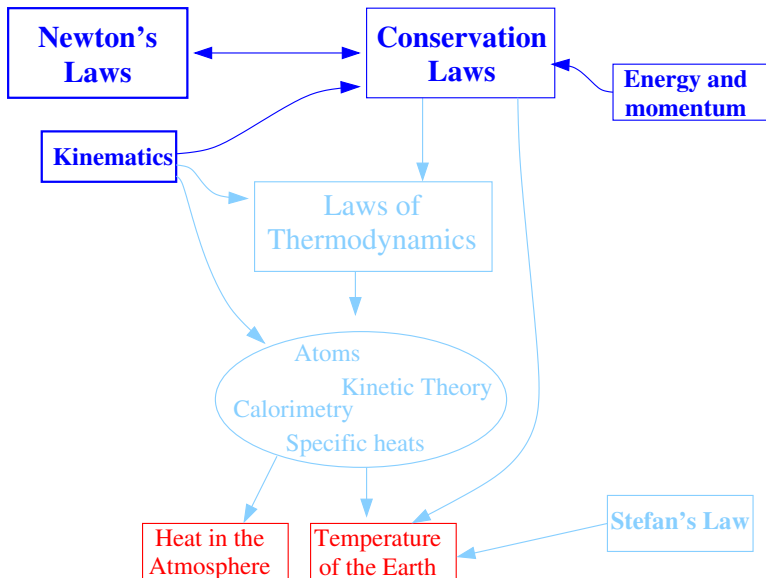 Newton's
Laws
Conservation
Laws
Energy and
momentum
Kinematics
Laws of
Thermodynamics
Atoms
Kinetic Theory
Calorimetry
Specific heats
Stefan's Law
Heat in the
Atmosphere
Temperature
of the Earth